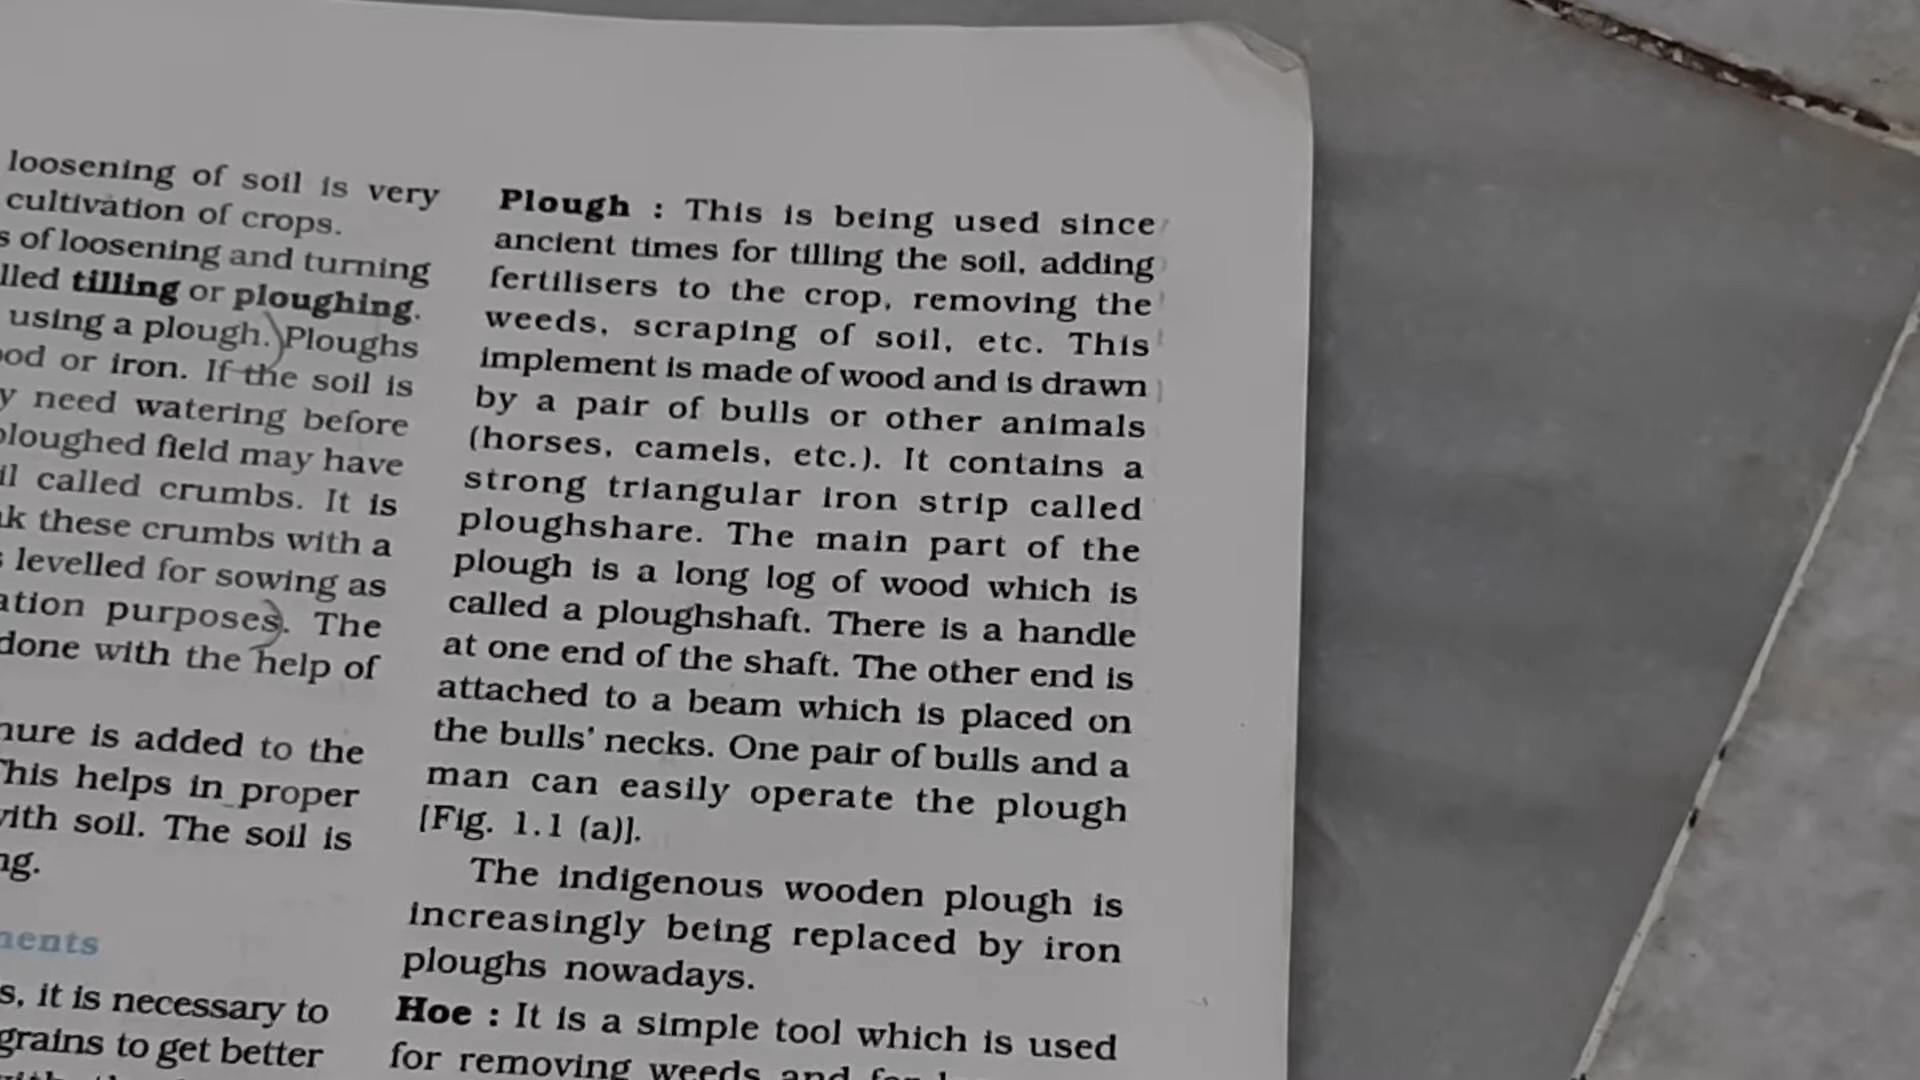 loosening of soil is very
cultivation of crops.
of loosening and turning
tilling or ploughing.
using a plough. Ploughs
or iron. If the soil is
need watering before
ploughed field may have
called crumbs. It is
these crumbs with a
levelled for sowing as
purposes. The
done with the help of
is added to the
This helps in proper
with soil. The soil is
it is necessary to
grains to get better
Plough : This is being used since
ancient times for tilling the soil, adding
fertilisers to the crop, removing the
weeds, scraping of soil, etc. This
implement is made of wood and is drawn
by a pair of bulls or other animals
(horses, camels, etc.). It contains a
strong triangular iron strip called
ploughshare. The main part of the
plough is a long log of wood which is
called a ploughshaft. There is a handle
at one end of the shaft. The other end is
attached to a beam which is placed on
the bulls' necks. One pair of bulls and a
man can easily operate the plough
[Fig. 1.1 (a)].
The indigenous wooden plough is
increasingly being replaced by iron
ploughs nowadays.
Hoe : It is a simple tool which is used
for removing weeds and for